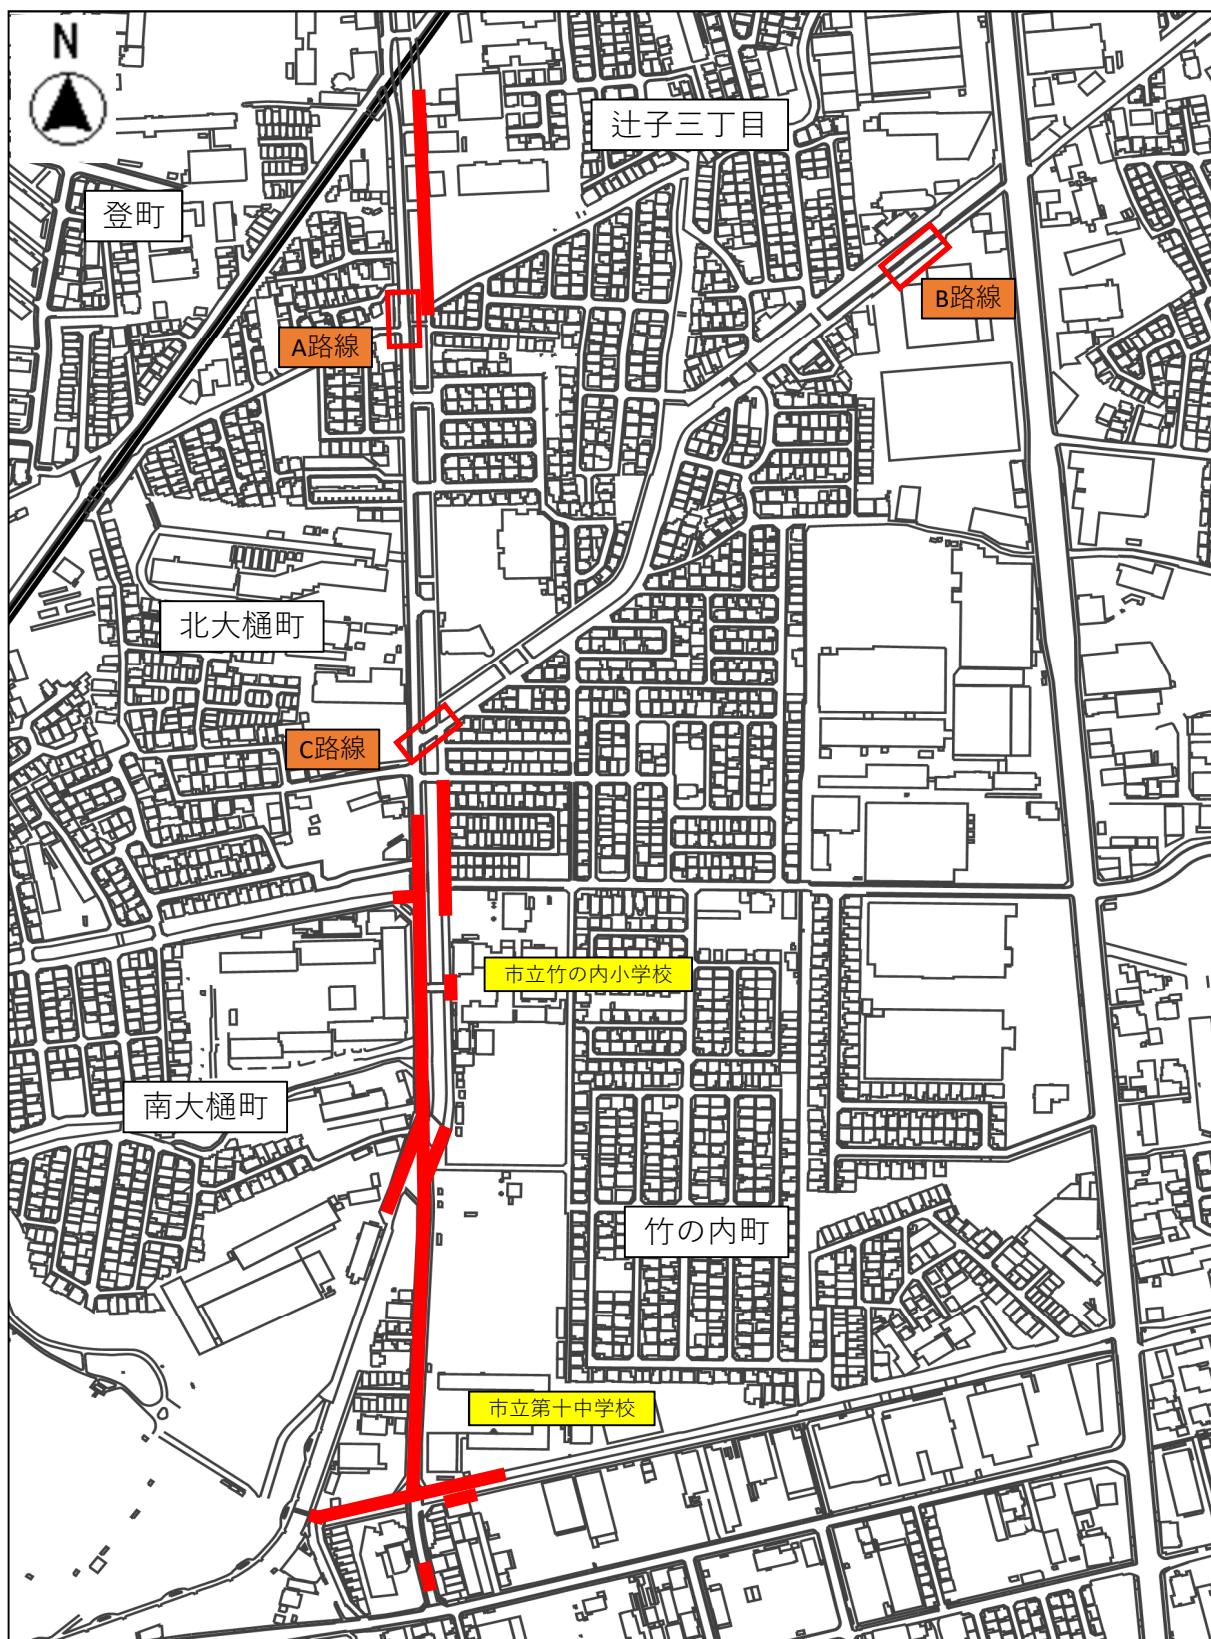 N
辻子三丁目
登町
B路線
A路線
北大樋町
C路線
市立竹の内小学校
南大樋町
竹の内町
市立第十中学校